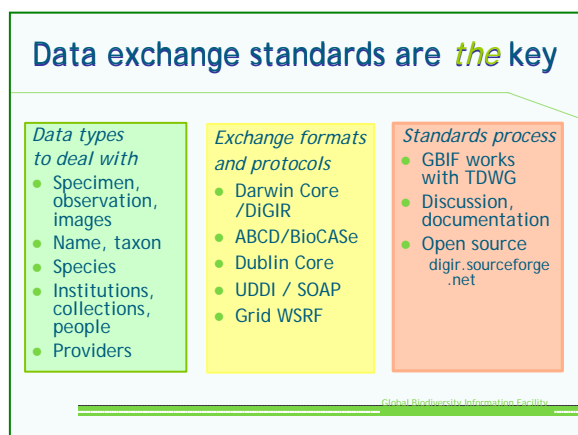 Data exchange standards are the key
Data types
to deal with
● Specimen,
observation,
images
● Name, taxon
● Species
● Institutions,
collections,
people
● Providers
Exchange formats
and protocols
● Darwin Core
/DiGIR
● ABCD/BioCASe
● Dublin Core
● UDDI / SOAP
● Grid WSRF
Standards process
● GBIF works
with TDWG
● Discussion,
documentation
● Open source
digir.sourceforge
.net
Global Biodiversity Information Facility